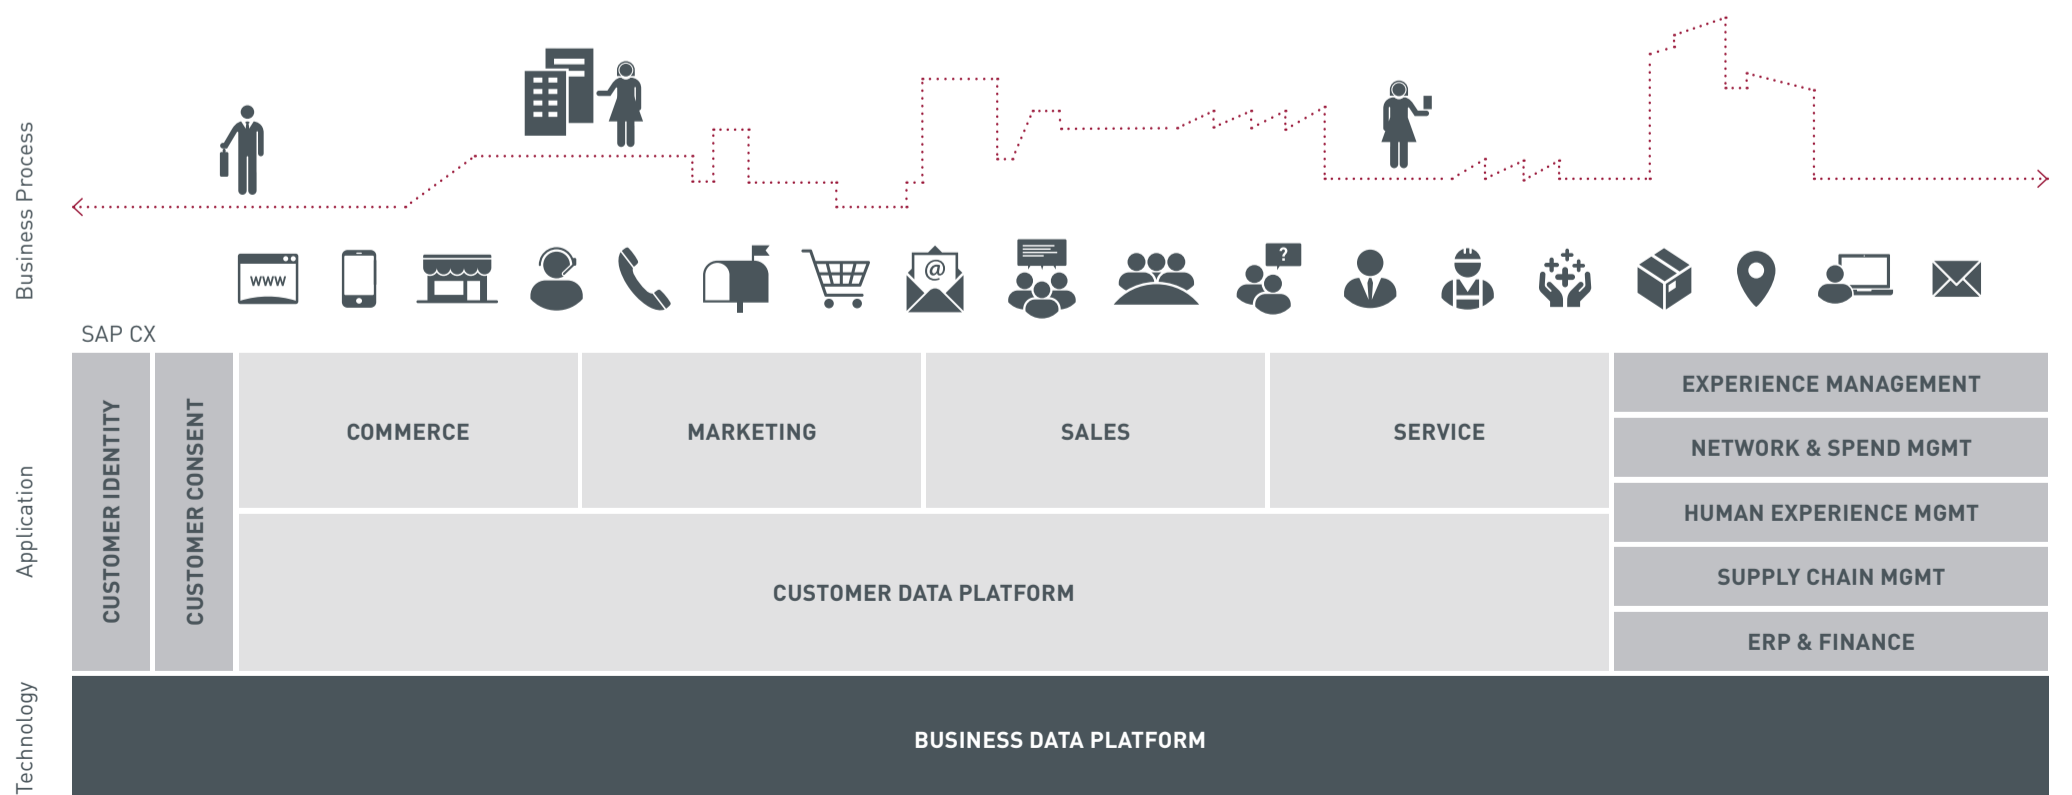 Business Process
WWW
@
?
SAP CX
Application
CUSTOMER IDENTITY
CUSTOMER CONSENT
COMMERCE
MARKETING
SALES
SERVICE
CUSTOMER DATA PLATFORM
EXPERIENCE MANAGEMENT
NETWORK & SPEND MGMT
HUMAN EXPERIENCE MGMT
SUPPLY CHAIN MGMT
ERP & FINANCE
Technology
BUSINESS DATA PLATFORM